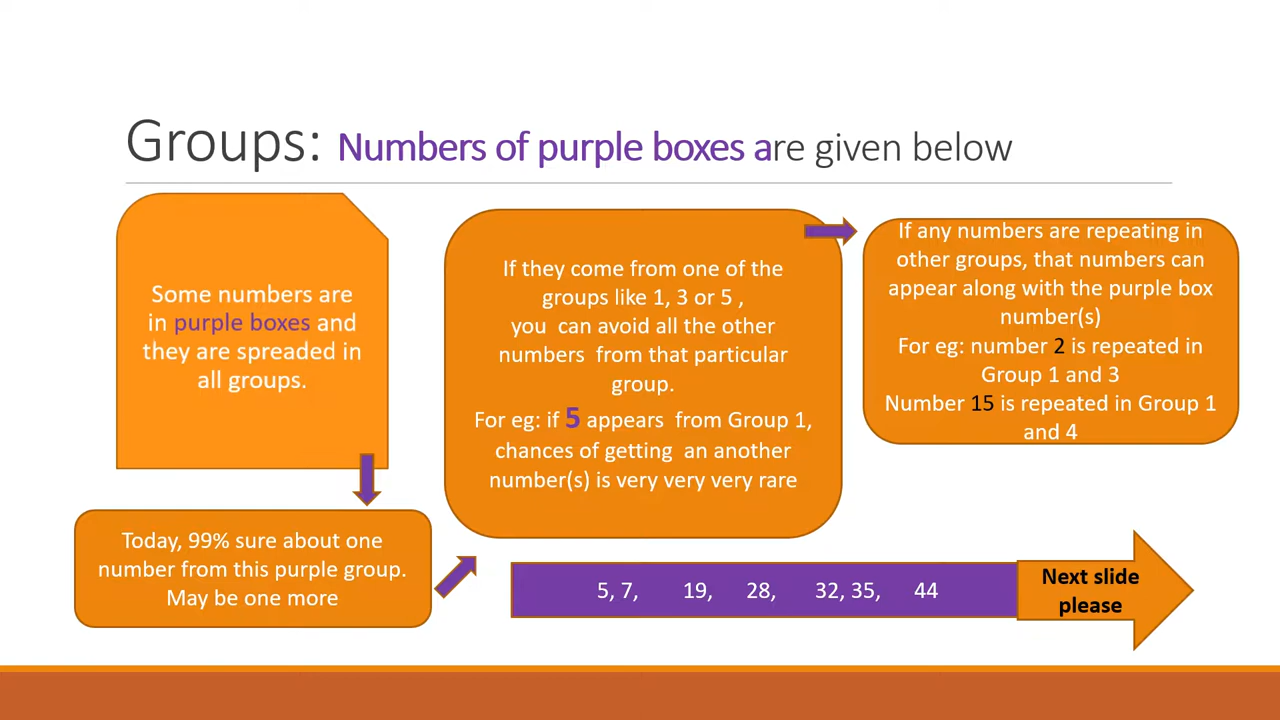 Groups: Numbers of purple boxes are given below
Some numbers are
in purple boxes and
they are spreaded in
all groups.
Today, 99% sure about one
number from this purple group.
May be one more
If they come from one of the
groups like 1, 3 or 5 ,
you can avoid all the other
numbers from that particular
group.
For eg: if 5 appears from Group 1,
chances of getting an another
number(s) is very very very rare
If any numbers are repeating in
other groups, that numbers can
appear along with the purple box
number(s)
For eg: number 2 is repeated in
Group 1 and 3
Number 15 is repeated in Group 1
and 4
5, 7, 19, 28, 32, 35, 44
Next slide
please